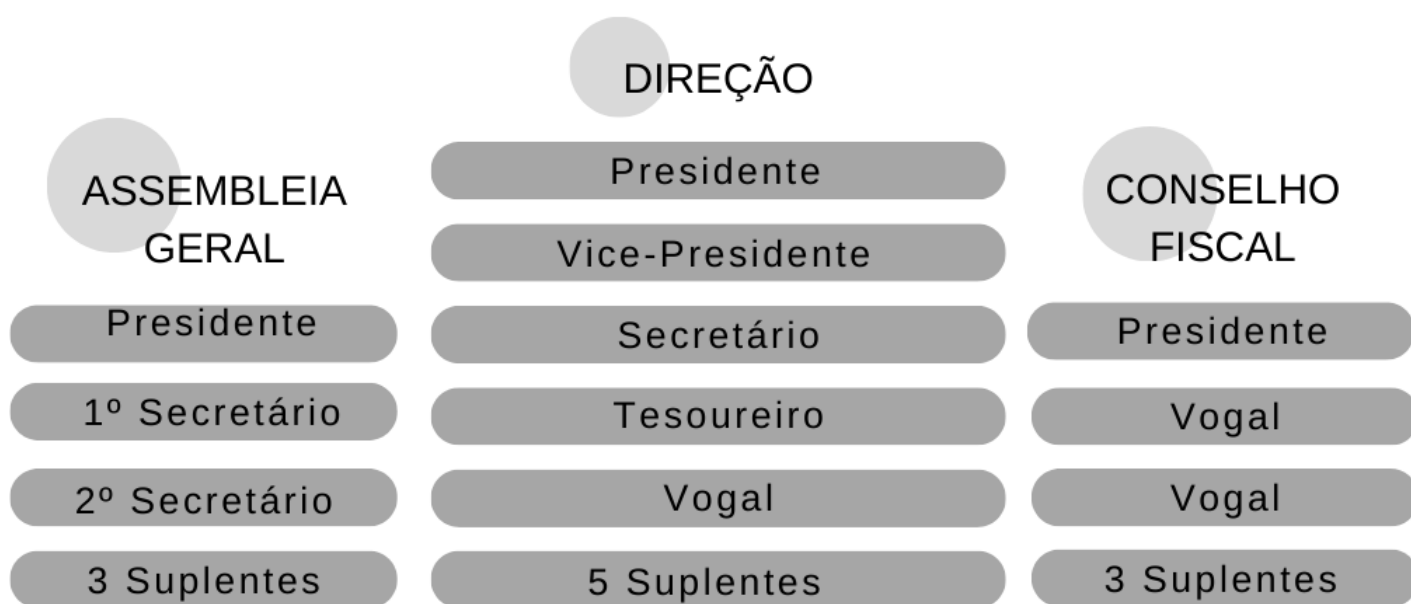 ASSEMBLEIA
GERAL
Presidente
1º Secretário
2º Secretário
3 Suplentes
DIREÇÃO
Presidente
Vice-Presidente
Secretário
Tesoureiro
Vogal
5 Suplentes
CONSELHO
FISCAL
Presidente
Vogal
Vogal
3 Suplentes